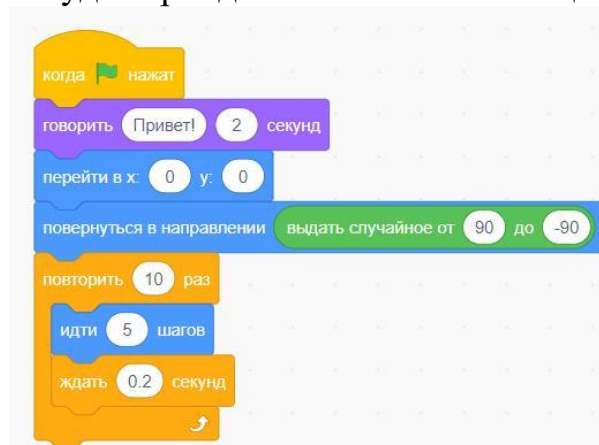 когда нажат
говорить Привет! 2 секунд
перейти в x: 0 y: 0
повернуться в направлении выдать случайное от 90 до -90
повторить 10 раз
идти 5 шагов
ждать 0.2 секунд